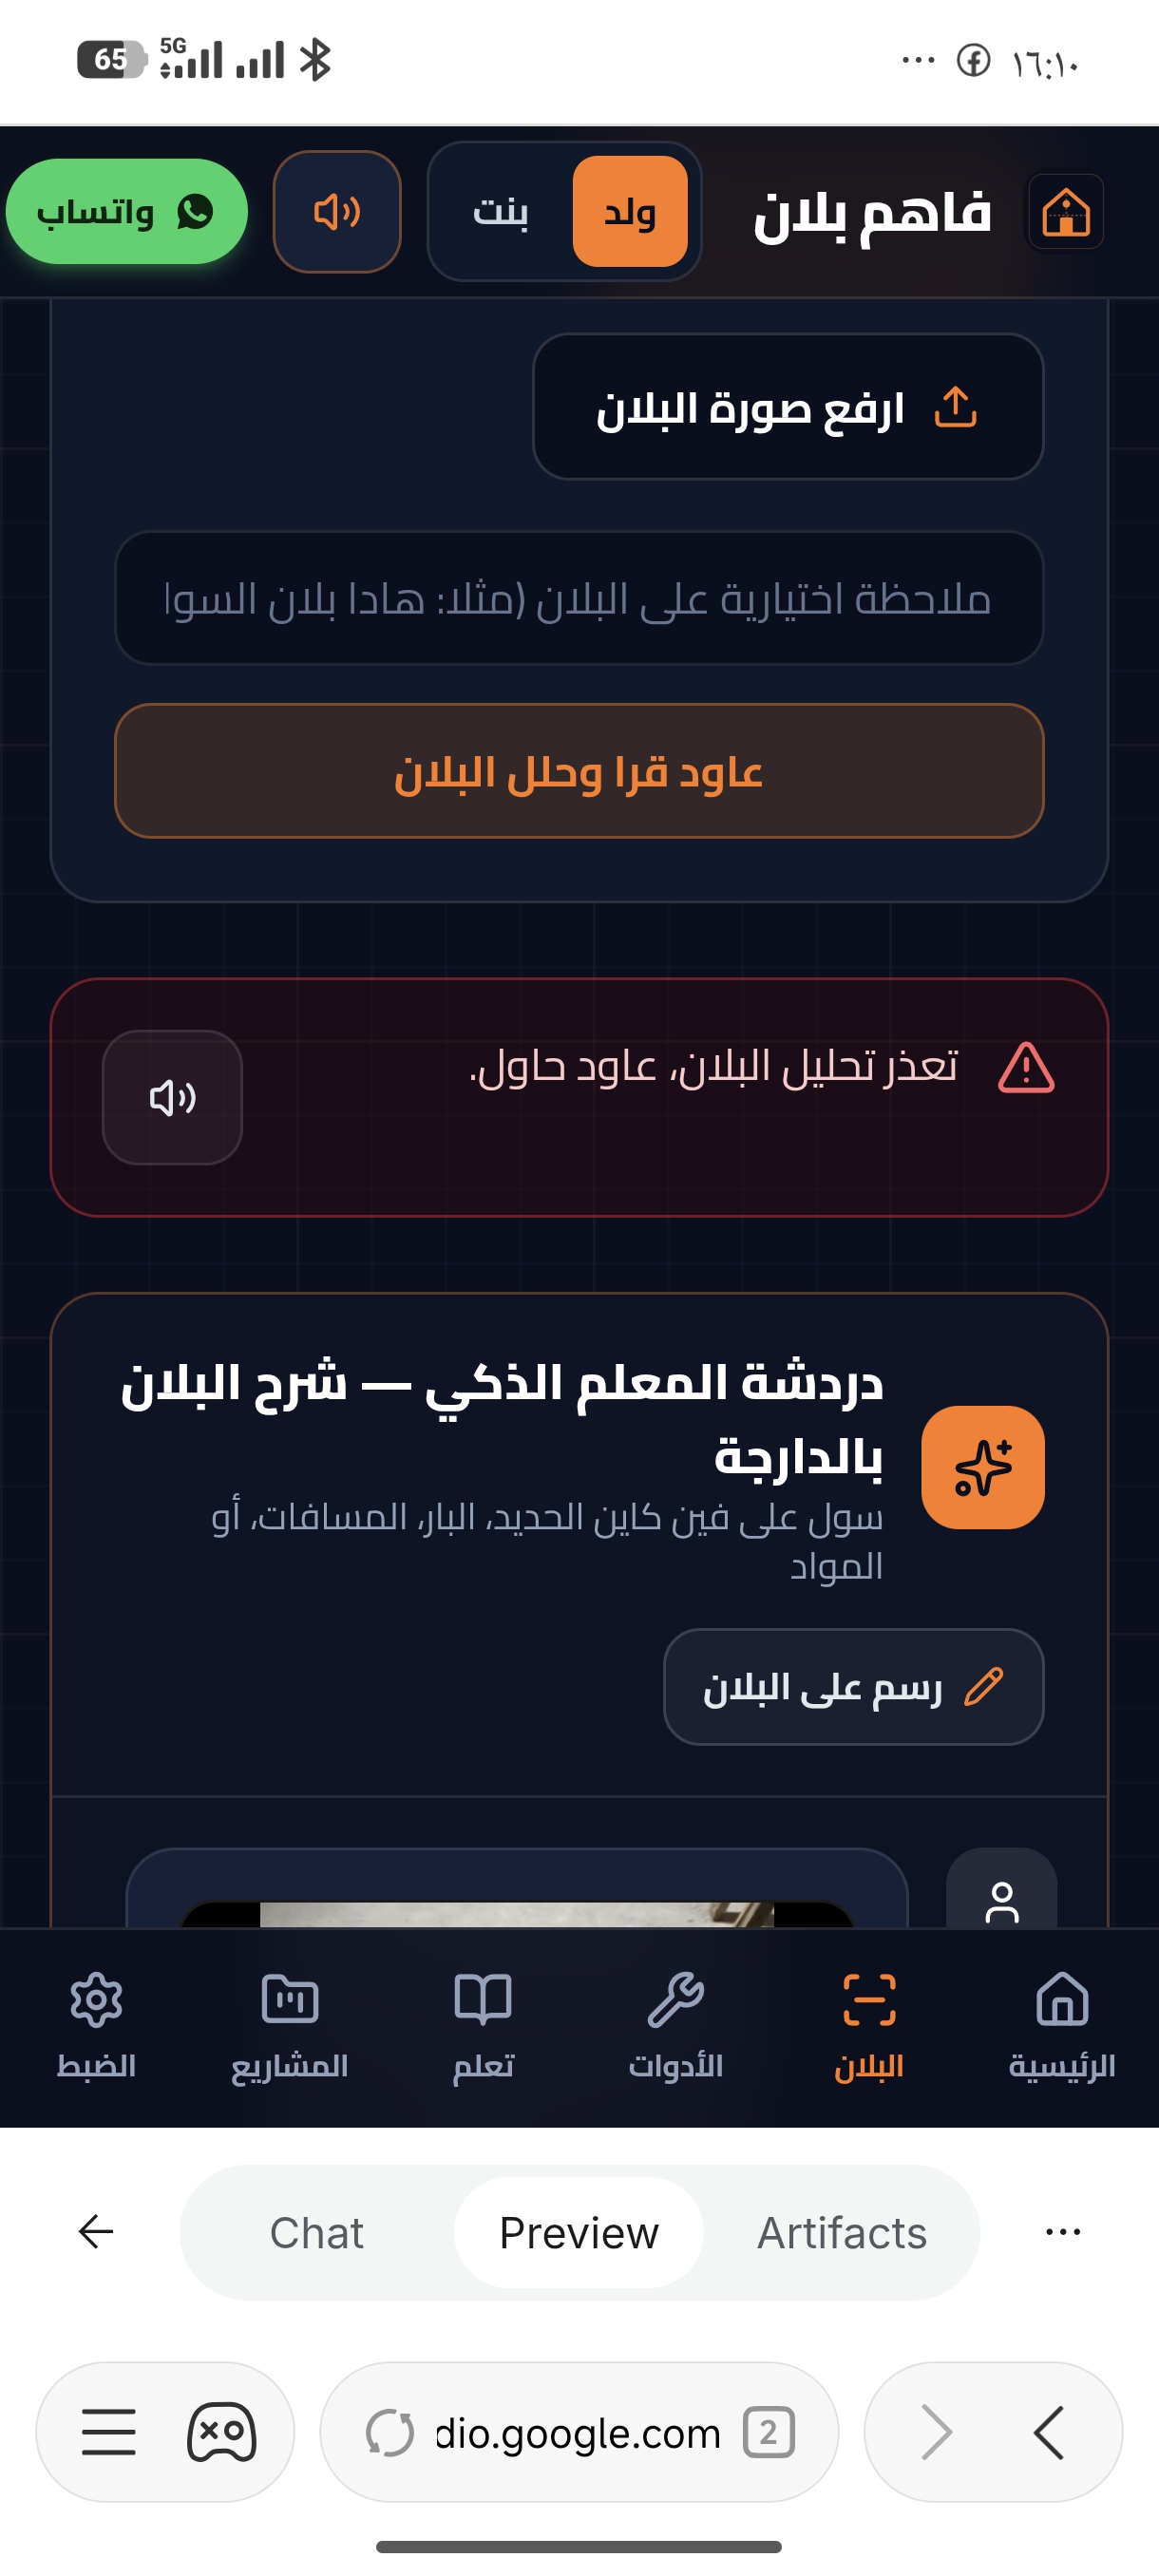 65 5G ١٦:١٠
فاهم بلان ولد بنت واتساب
ارفع صورة البلان
ملاحظة اختيارية على البلان (مثلا: هادا بلان السوا
عاود قرا وحلل البلان
تعذر تحليل البلان، عاود حاول.
دردشة المعلم الذكي — شرح البلان
بالدارجة
سول على فين كاين الحديد، البار، المسافات، أو
المواد
رسم على البلان
الرئيسية البلان الأدوات تعلم المشاريع الضبط
Chat Preview Artifacts
dio.google.com 2